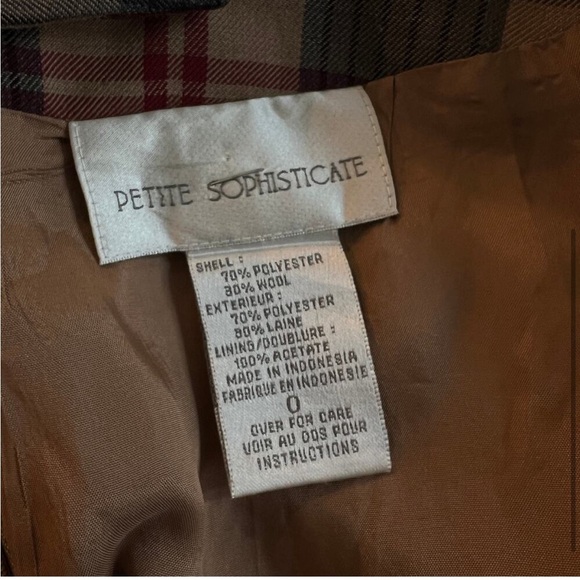 PETITE SOPHISTICATE
SHELL:
70% POLYESTER
30% WOOL
EXTERIEUR:
70% POLYESTER
30% LAINE
LINING/DOUBLURE:
100% ACETATE
MADE IN INDONESIA
FABRIQUE EN INDONESIE
0
OVER FOR CARE
VOIR AU DOS POUR
INSTRUCTIONS